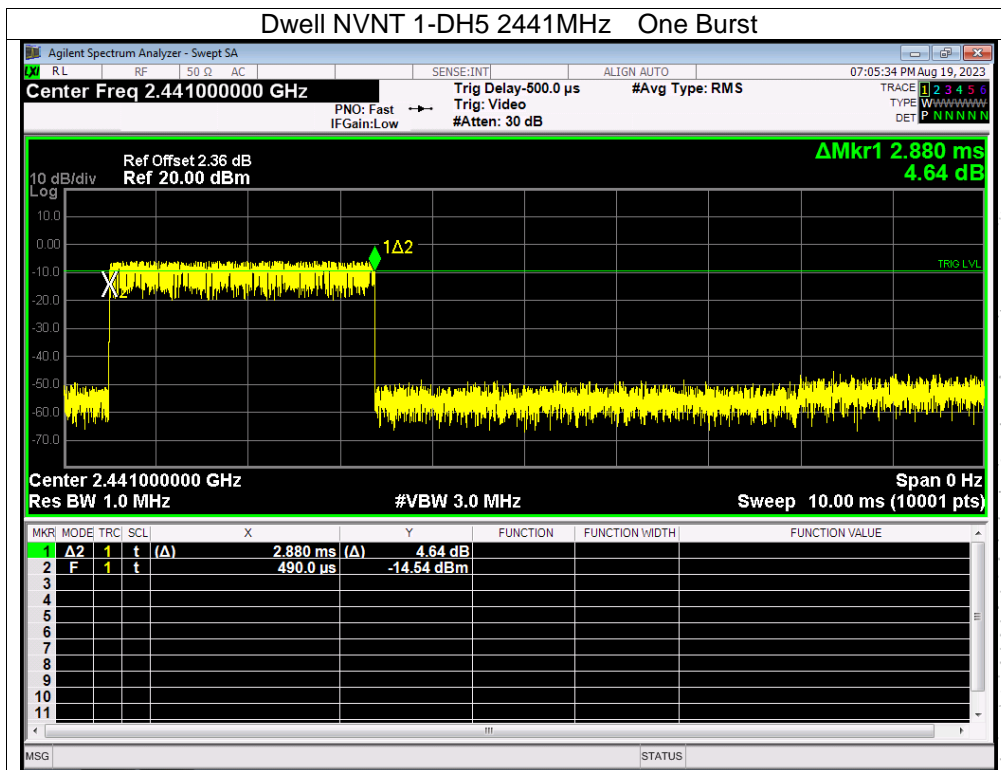 Dwell NVNT 1-DH5 2441MHz One Burst
Agilent Spectrum Analyzer - Swept SA
LXI RL RF 50 Ω AC SENSE:INT ALIGN AUTO 07:05:34 PM Aug 19, 2023
Center Freq 2.441000000 GHz Trig Delay-500.0 µs #Avg Type: RMS TRACE 1 2 3 4 5 6
PNO: Fast Trig: Video TYPE WWWWWW
IFGain:Low #Atten: 30 dB DET P N N N N N
ΔMkr1 2.880 ms
4.64 dB
Ref Offset 2.36 dB
10 dB/div Ref 20.00 dBm
Log
10.0
0.00
1Δ2
-10.0
TRIG LVL
X2
-20.0
-30.0
-40.0
-50.0
-60.0
-70.0
Center 2.441000000 GHz Span 0 Hz
Res BW 1.0 MHz #VBW 3.0 MHz Sweep 10.00 ms (10001 pts)
MKR MODE TRC SCL X Y FUNCTION FUNCTION WIDTH FUNCTION VALUE
1 Δ2 1 t (Δ) 2.880 ms (Δ) 4.64 dB
2 F 1 t 490.0 µs -14.54 dBm
3
4
5
6
7
8
9
10
11
MSG STATUS